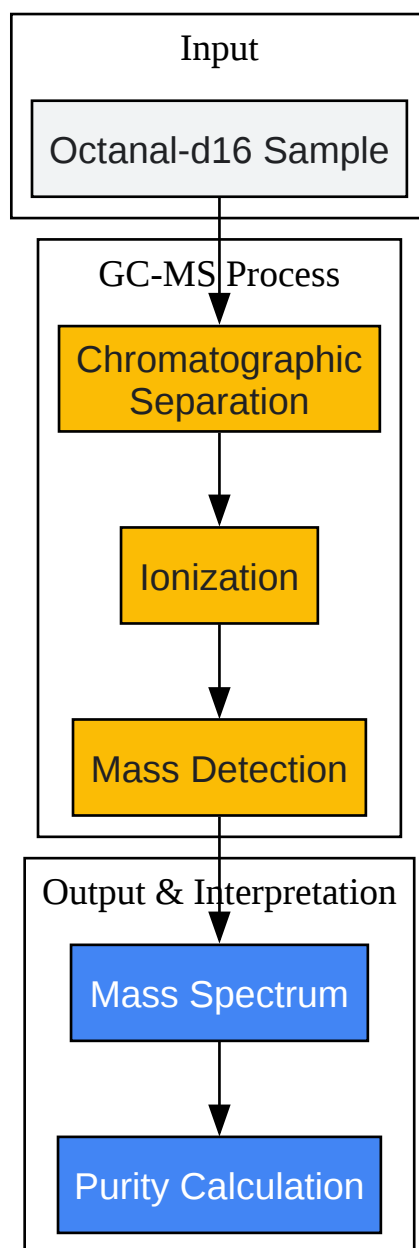 Input
Octanal-d16 Sample
GC-MS Process
Chromatographic
Separation
Ionization
Mass Detection
Output & Interpretation
Mass Spectrum
Purity Calculation